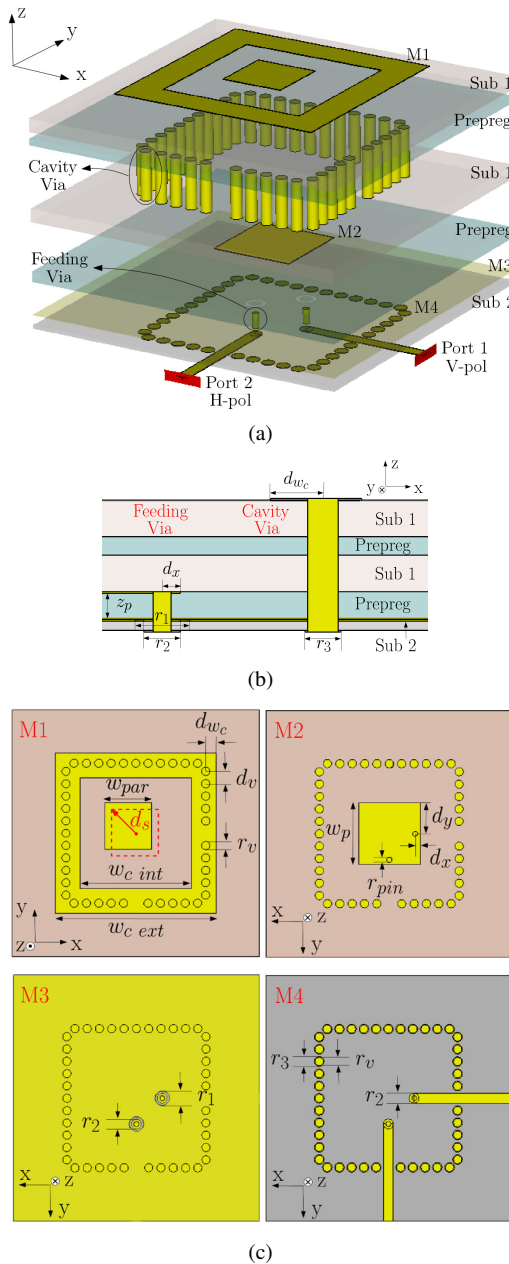 z
y
x
M1
Sub 1
Prepreg
Cavity
Via
Sub 1
M2
Prepreg
Feeding
Via
M3
M4
Sub 2
Port 1
V-pol
Port 2
H-pol
(a)
d_{w_c}
z
y
x
Feeding
Via
Cavity
Via
Sub 1
Prepreg
d_x
Sub 1
z_p
r_1
Prepreg
r_2
r_3
Sub 2
(b)
M1
d_{w_c}
w_{par}
d_v
d_s
r_v
w_{c int}
w_{c ext}
y
z
x
M2
w_p
d_y
d_x
r_{pin}
x
z
y
M3
r_1
r_2
x
z
y
M4
r_3
r_v
r_2
x
z
y
(c)